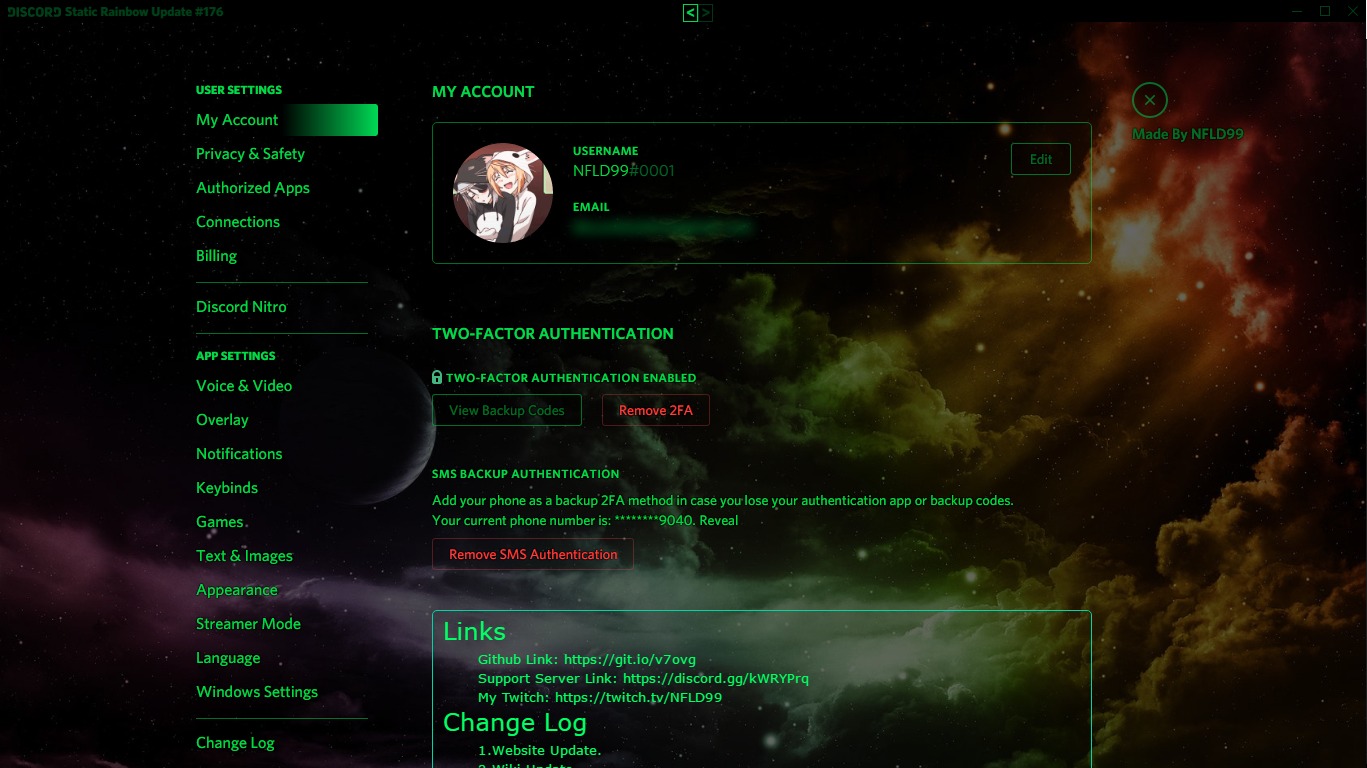 DISCORD Static Rainbow Update #176
< >
USER SETTINGS
My Account
Privacy & Safety
Authorized Apps
Connections
Billing
Discord Nitro
APP SETTINGS
Voice & Video
Overlay
Notifications
Keybinds
Games
Text & Images
Appearance
Streamer Mode
Language
Windows Settings
Change Log
MY ACCOUNT
USERNAME
NFLD99#0001
Edit
EMAIL
Made By NFLD99
TWO-FACTOR AUTHENTICATION
TWO-FACTOR AUTHENTICATION ENABLED
View Backup Codes
Remove 2FA
SMS BACKUP AUTHENTICATION
Add your phone as a backup 2FA method in case you lose your authentication app or backup codes.
Your current phone number is: ********9040. Reveal
Remove SMS Authentication
Links
Github Link: https://git.io/v7ovg
Support Server Link: https://discord.gg/kWRYPrq
My Twitch: https://twitch.tv/NFLD99
Change Log
1.Website Update.
2.Wiki Update